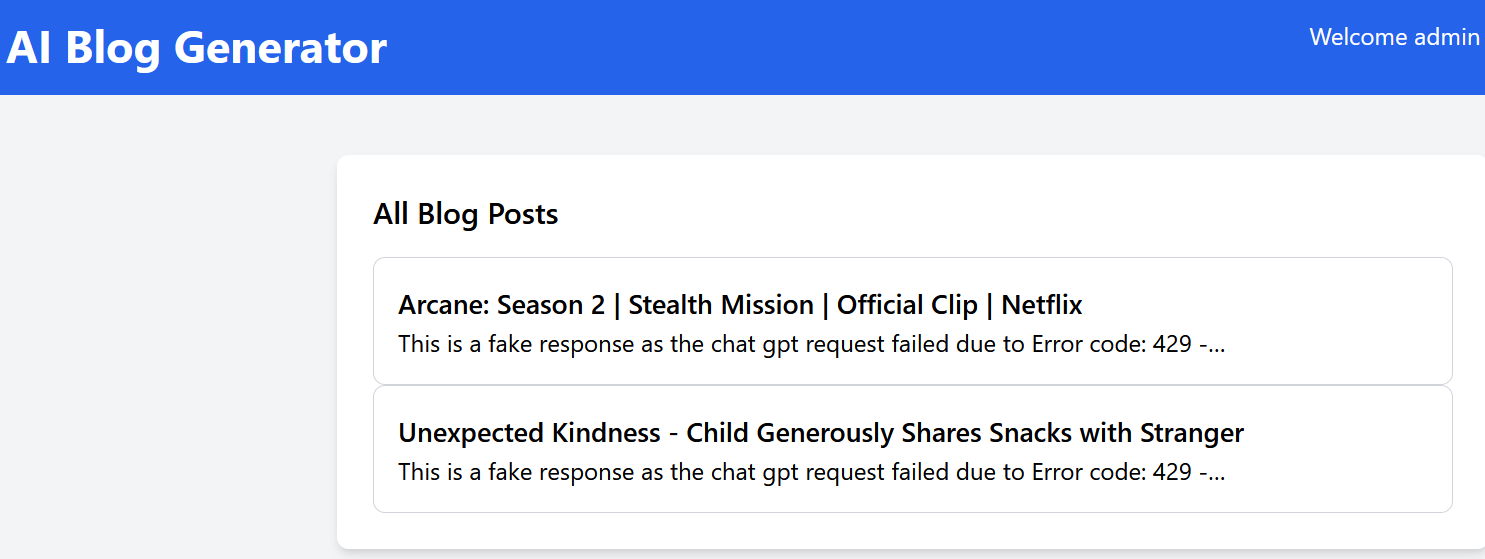 AI Blog Generator
Welcome admin
All Blog Posts
Arcane: Season 2 | Stealth Mission | Official Clip | Netflix
This is a fake response as the chat gpt request failed due to Error code: 429 -...
Unexpected Kindness - Child Generously Shares Snacks with Stranger
This is a fake response as the chat gpt request failed due to Error code: 429 -...